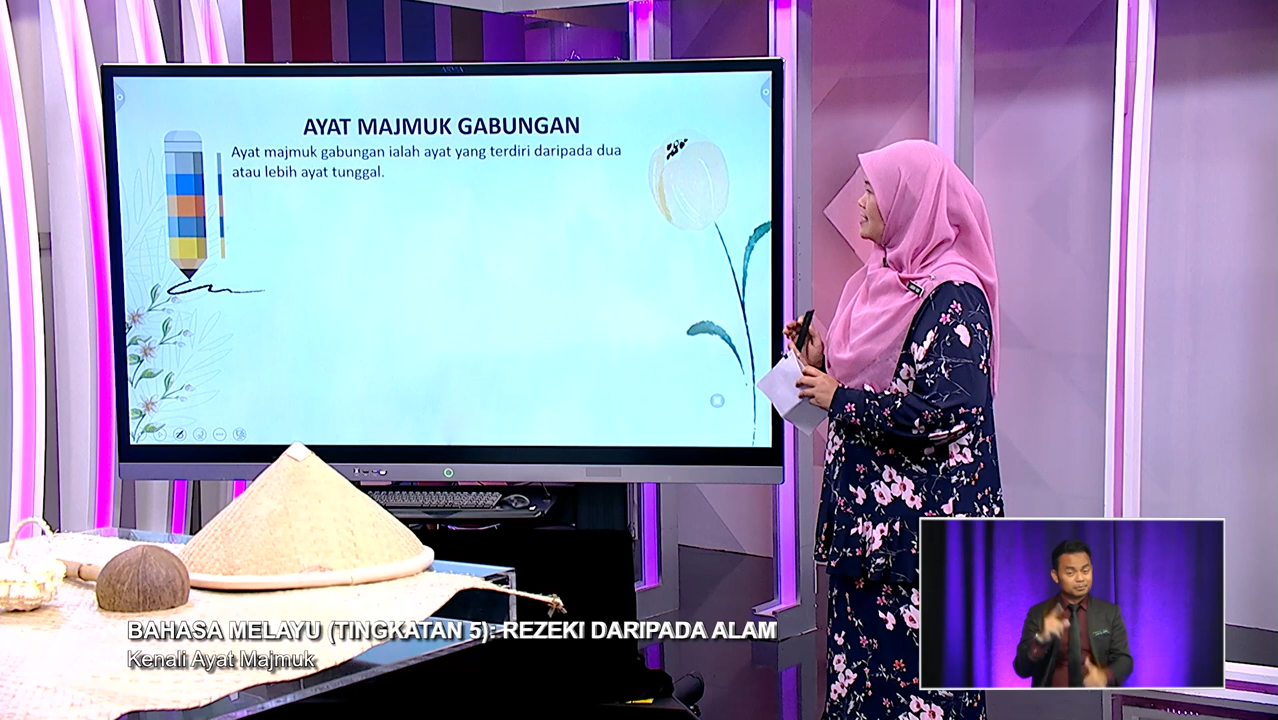 AYAT MAJMUK GABUNGAN
Ayat majmuk gabungan ialah ayat yang terdiri daripada dua
atau lebih ayat tunggal.
BAHASA MELAYU (TINGKATAN 5): REZEKI DARIPADA ALAM
Kenali Ayat Majmuk